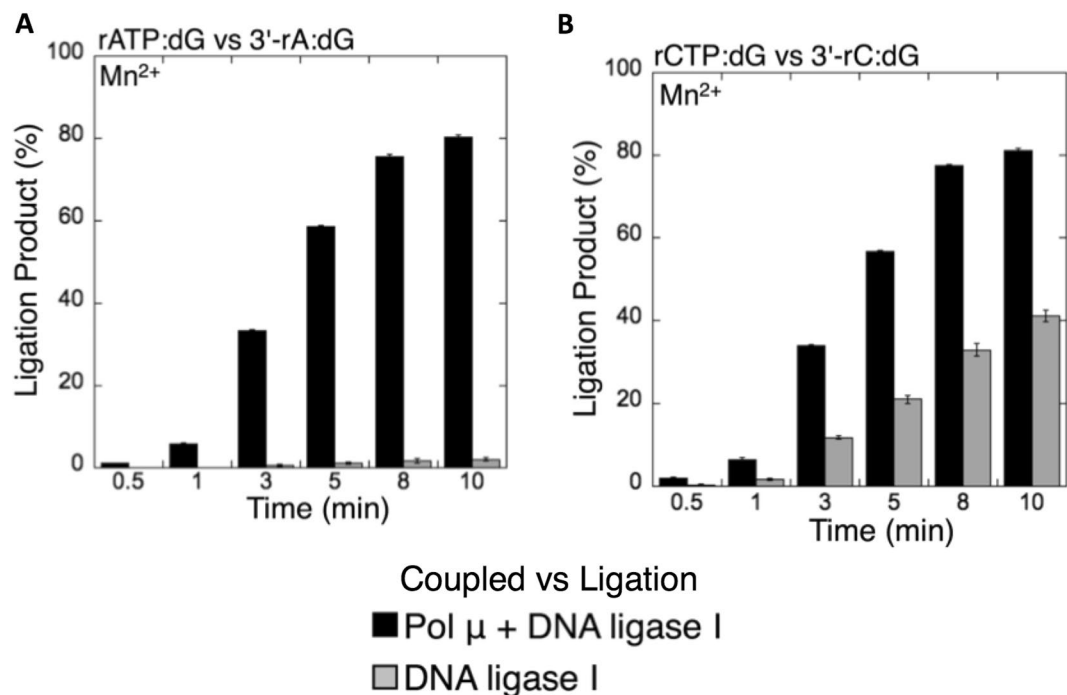 A
rATP:dG vs 3'-rA:dG
Mn²⁺
Ligation Product (%)
100
80
60
40
20
0
0.5 1 3 5 8 10
Time (min)
B
rCTP:dG vs 3'-rC:dG
Mn²⁺
Ligation Product (%)
100
80
60
40
20
0
0.5 1 3 5 8 10
Time (min)
Coupled vs Ligation
Pol μ + DNA ligase I
DNA ligase I